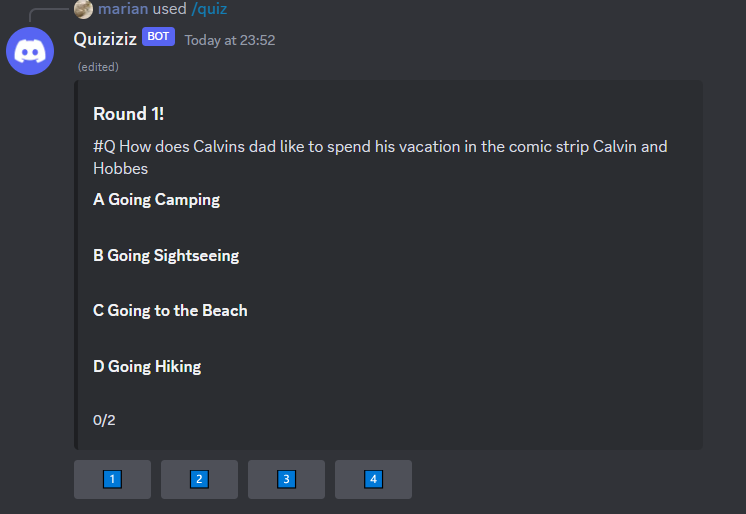 marian used /quiz
Quiziziz BOT Today at 23:52
(edited)
Round 1!
#Q How does Calvins dad like to spend his vacation in the comic strip Calvin and
Hobbes
A Going Camping
B Going Sightseeing
C Going to the Beach
D Going Hiking
0/2
1 2 3 4